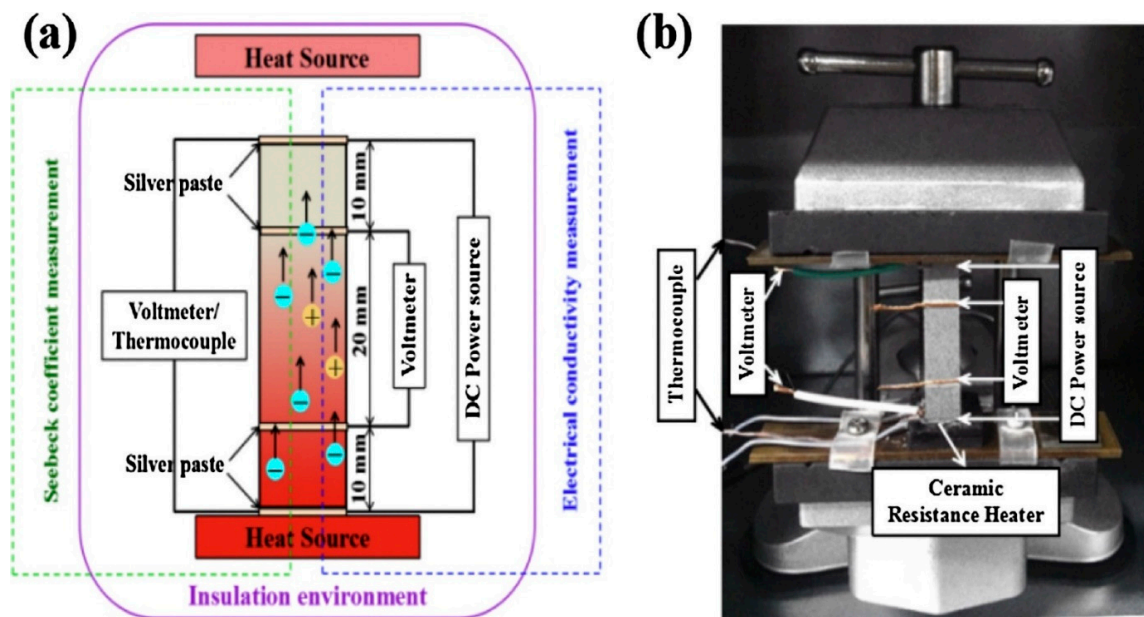 (a)
Heat Source
Seebeck coefficient measurement
Silver paste
Voltmeter/
Thermocouple
Silver paste
10 mm
20 mm
10 mm
Voltmeter
DC Power source
Electrical conductivity measurement
Heat Source
Insulation environment
(b)
Thermocouple
Voltmeter
Voltmeter
DC Power source
Ceramic
Resistance Heater